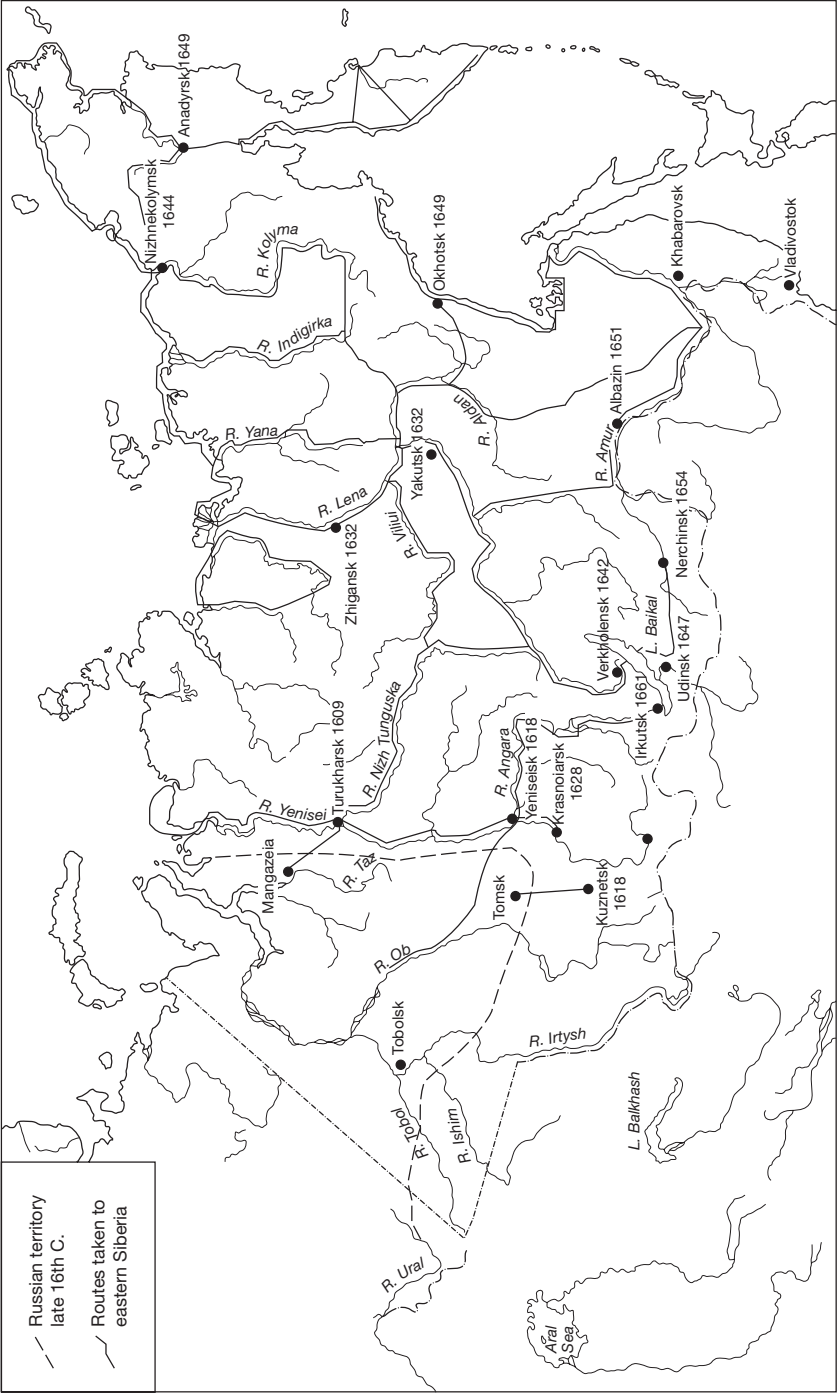 Russian territory
late 16th C.
Routes taken to
eastern Siberia
Anadyrsk 1649
Nizhnekolymsk
1644
R. Kolyma
R. Indigirka
Okhotsk 1649
Khabarovsk
Vladivostok
R. Yana
R. Aldan
Yakutsk 1632
Albazin 1651
R. Amur
R. Lena
Zhigansk 1632
R. Viliui
Nerchinsk 1654
Verkholensk 1642
L. Baikal
Udinsk 1647
Irkutsk 1661
R. Nizh Tunguska
Turukharsk 1609
R. Yenisei
R. Angara
Yeniseisk 1618
Krasnoiarsk
1628
Mangazeia
R. Taz
Tomsk
Kuznetsk
1618
R. Ob
Tobolsk
R. Irtysh
R. Tobol
R. Ishim
L. Balkhash
R. Ural
Aral
Sea